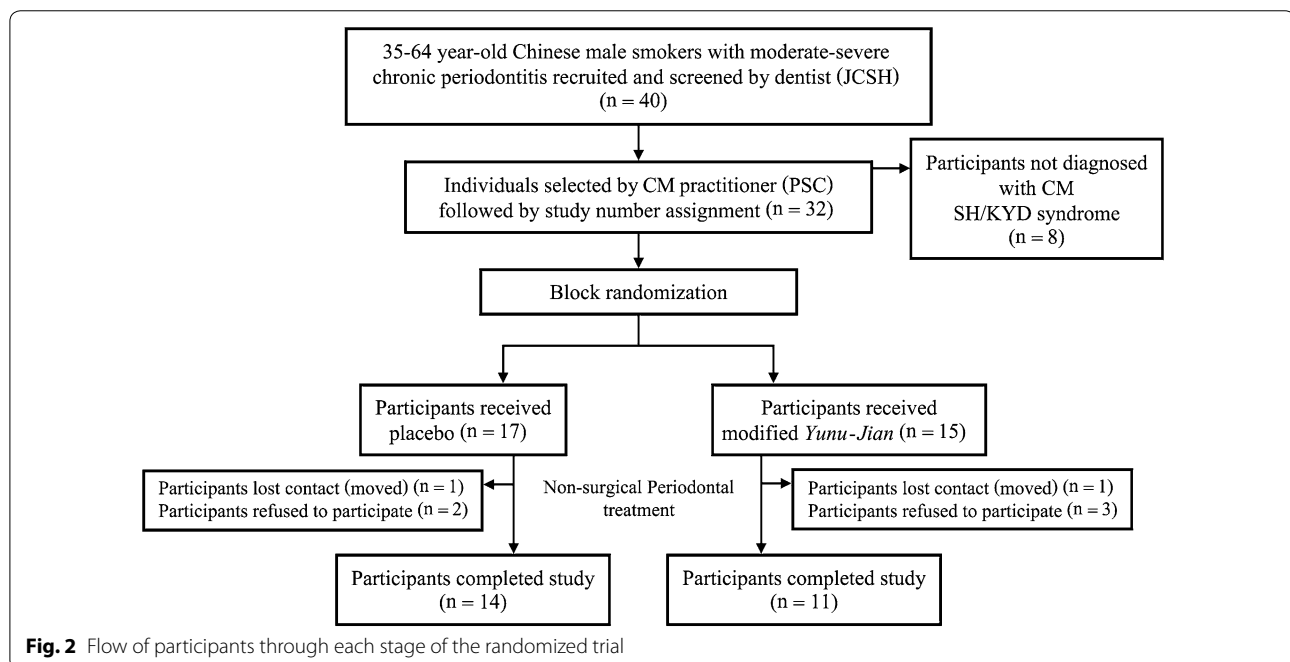 35-64 year-old Chinese male smokers with moderate-severe
chronic periodontitis recruited and screened by dentist (JCSH)
(n = 40)
Individuals selected by CM practitioner (PSC)
followed by study number assignment (n = 32)
Participants not diagnosed
with CM
SH/KYD syndrome
(n = 8)
Block randomization
Participants received
placebo (n = 17)
Participants received
modified Yunu-Jian (n = 15)
Participants lost contact (moved) (n = 1)
Participants refused to participate (n = 2)
Non-surgical Periodontal
treatment
Participants lost contact (moved) (n = 1)
Participants refused to participate (n = 3)
Participants completed study
(n = 14)
Participants completed study
(n = 11)
Fig. 2 Flow of participants through each stage of the randomized trial